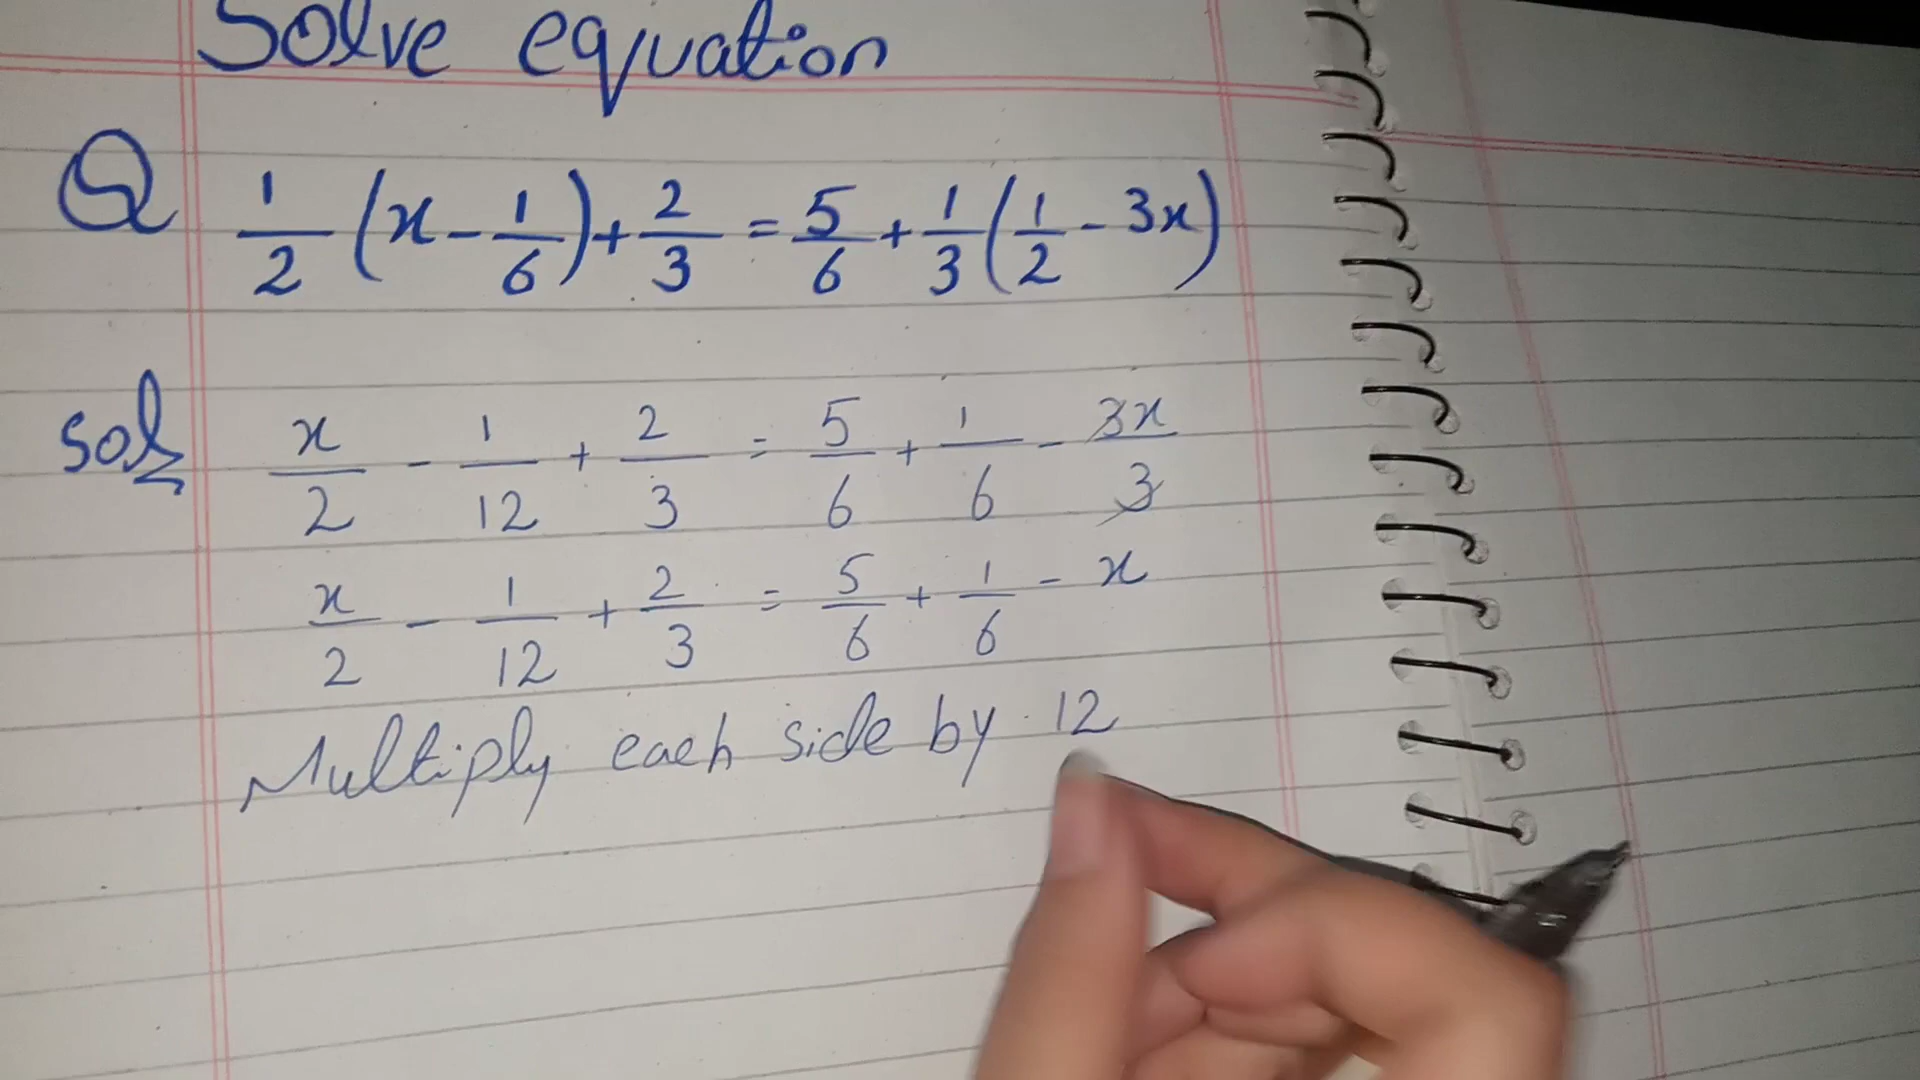 Solve equation
Q 1/2 (x - 1/6) + 2/3 = 5/6 + 1/3 (1/2 - 3x)
Sol x/2 - 1/12 + 2/3 = 5/6 + 1/6 - 3x/3
x/2 - 1/12 + 2/3 = 5/6 + 1/6 - x
Multiply each side by 12